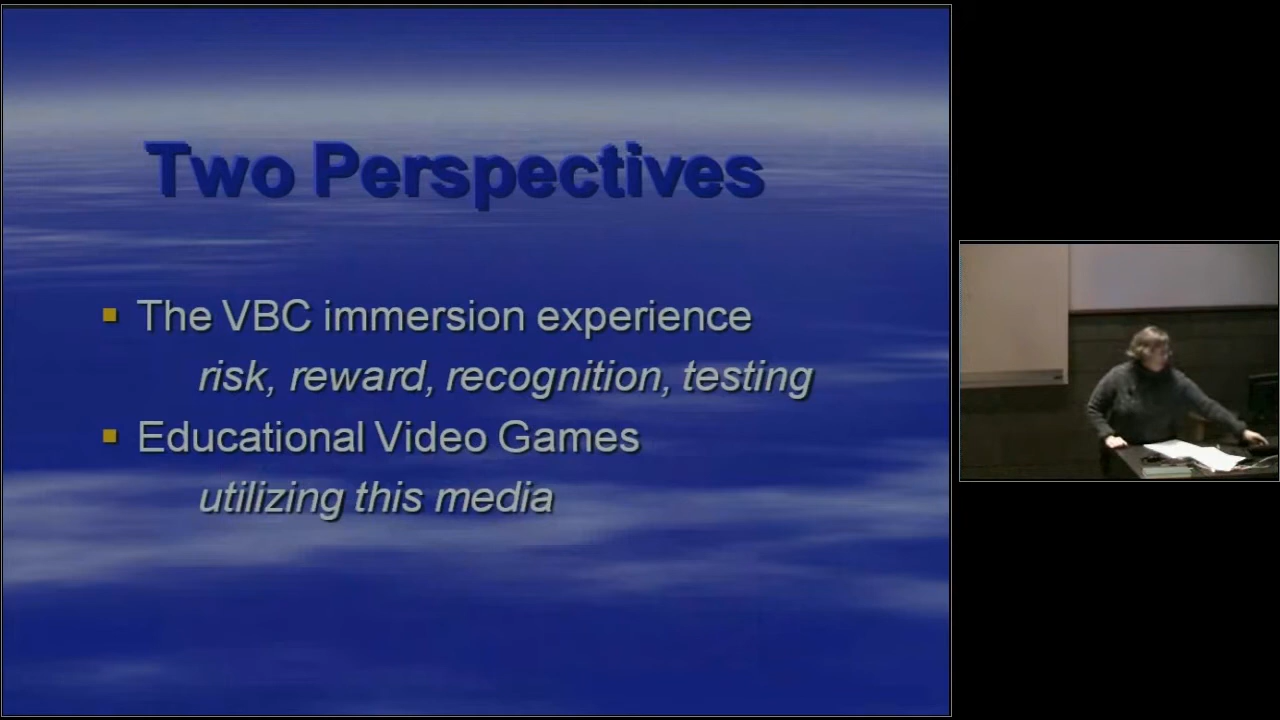 Two Perspectives
The VBC immersion experience
risk, reward, recognition, testing
Educational Video Games
utilizing this media